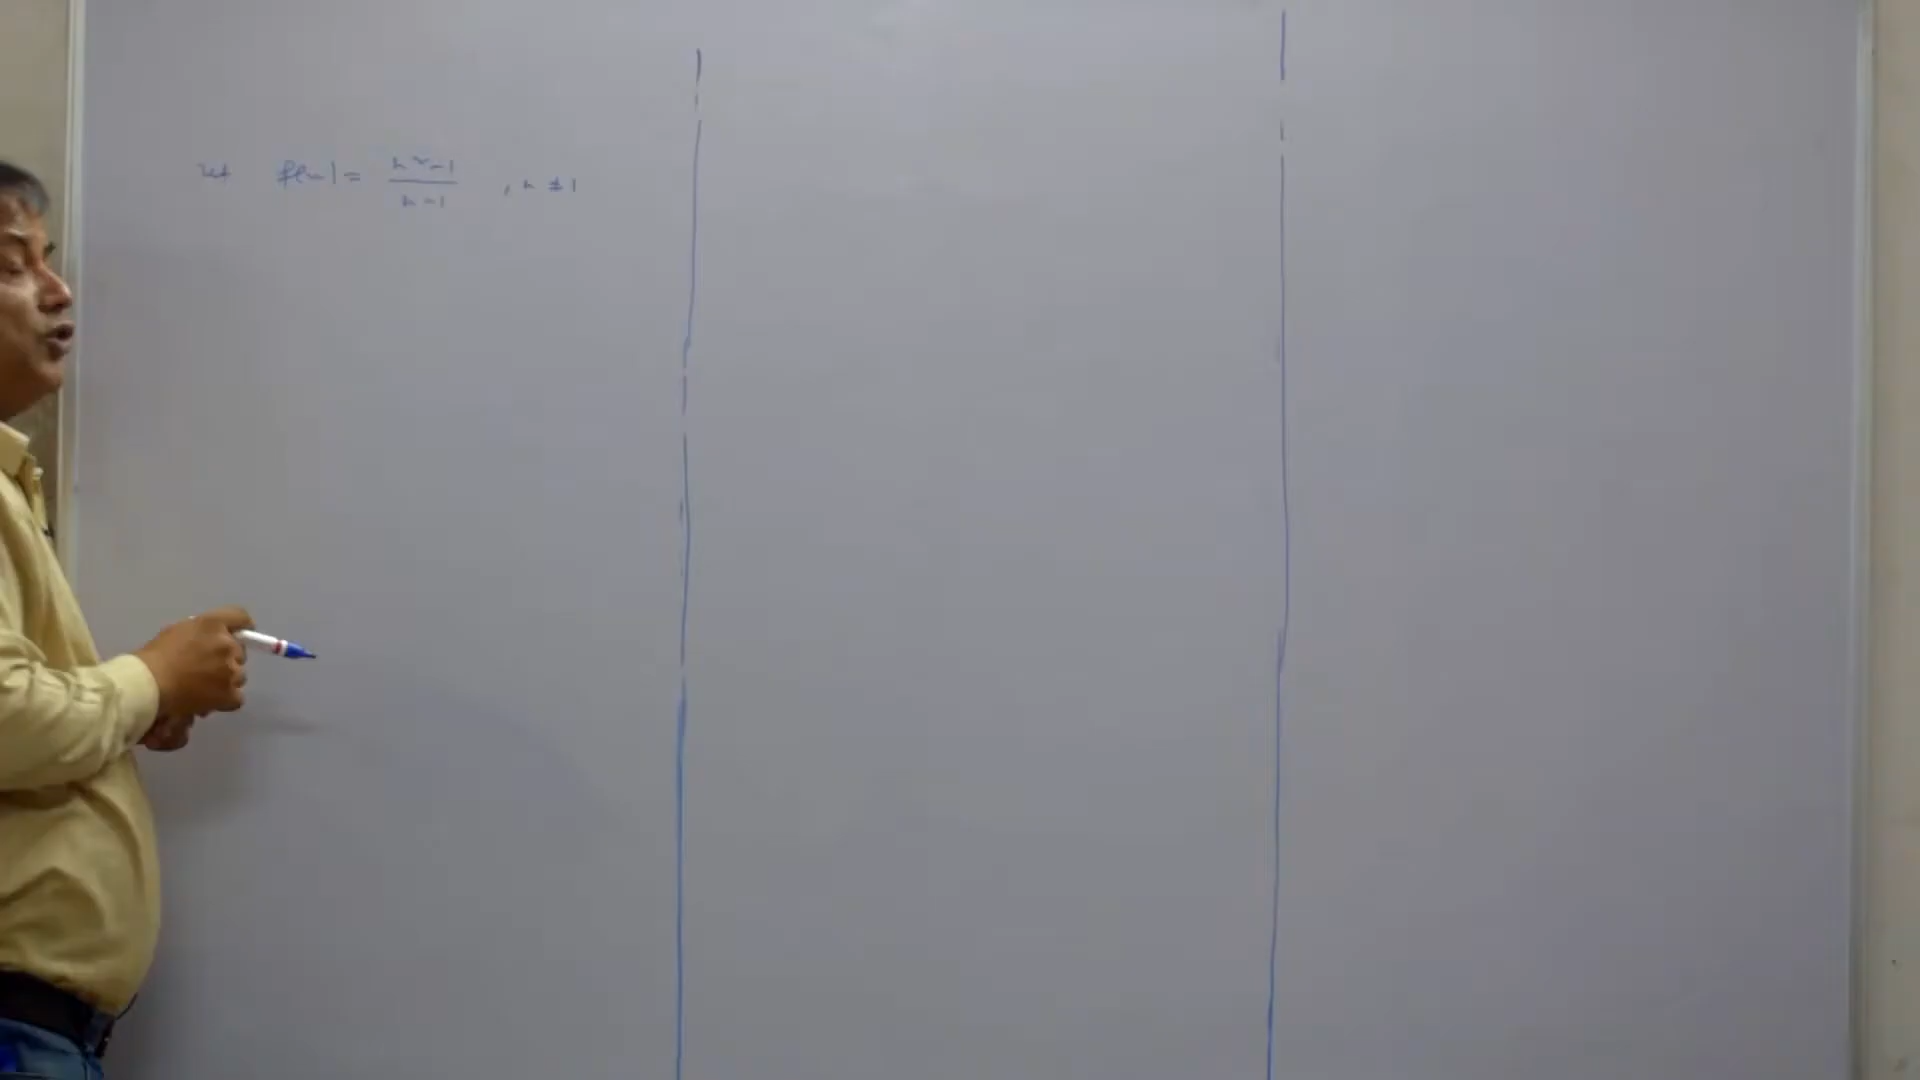 Let f(x) = x²-1 / x-1 , x ≠ 1